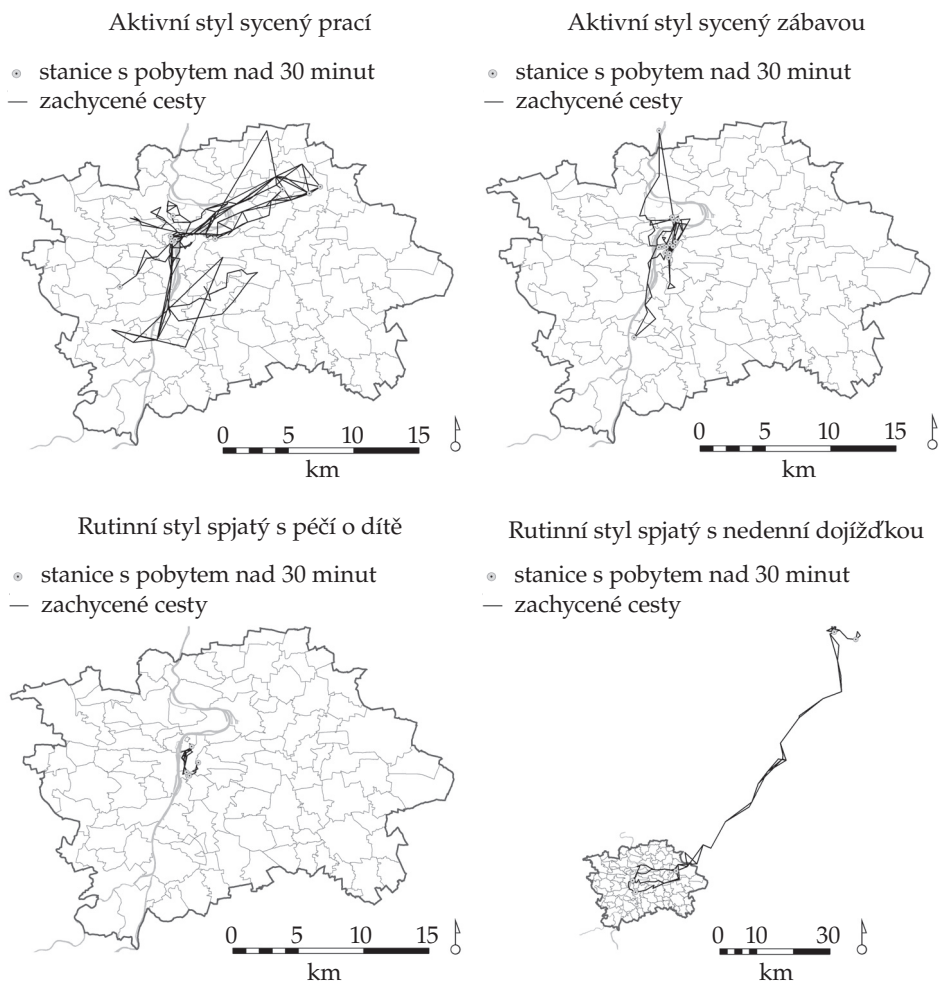 Aktivní styl sycený prací
stanice s pobytem nad 30 minut
zachycené cesty
0 5 10 15
km
Aktivní styl sycený zábavou
stanice s pobytem nad 30 minut
zachycené cesty
0 5 10 15
km
Rutinní styl spjatý s péčí o dítě
stanice s pobytem nad 30 minut
zachycené cesty
0 5 10 15
km
Rutinní styl spjatý s nedenní dojížďkou
stanice s pobytem nad 30 minut
zachycené cesty
0 10 30
km